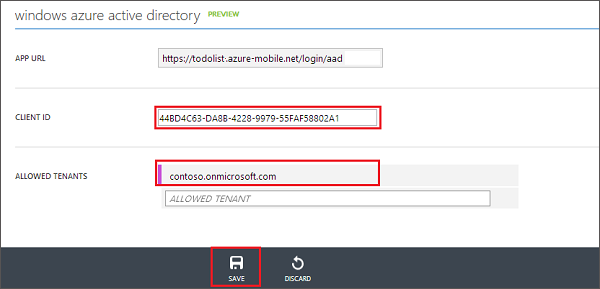 windows azure active directory PREVIEW
APP URL https://todolist.azure-mobile.net/login/aad
CLIENT ID 44BD4C63-DA8B-4228-9979-55FAF58802A1
ALLOWED TENANTS contoso.onmicrosoft.com
ALLOWED TENANT
SAVE DISCARD